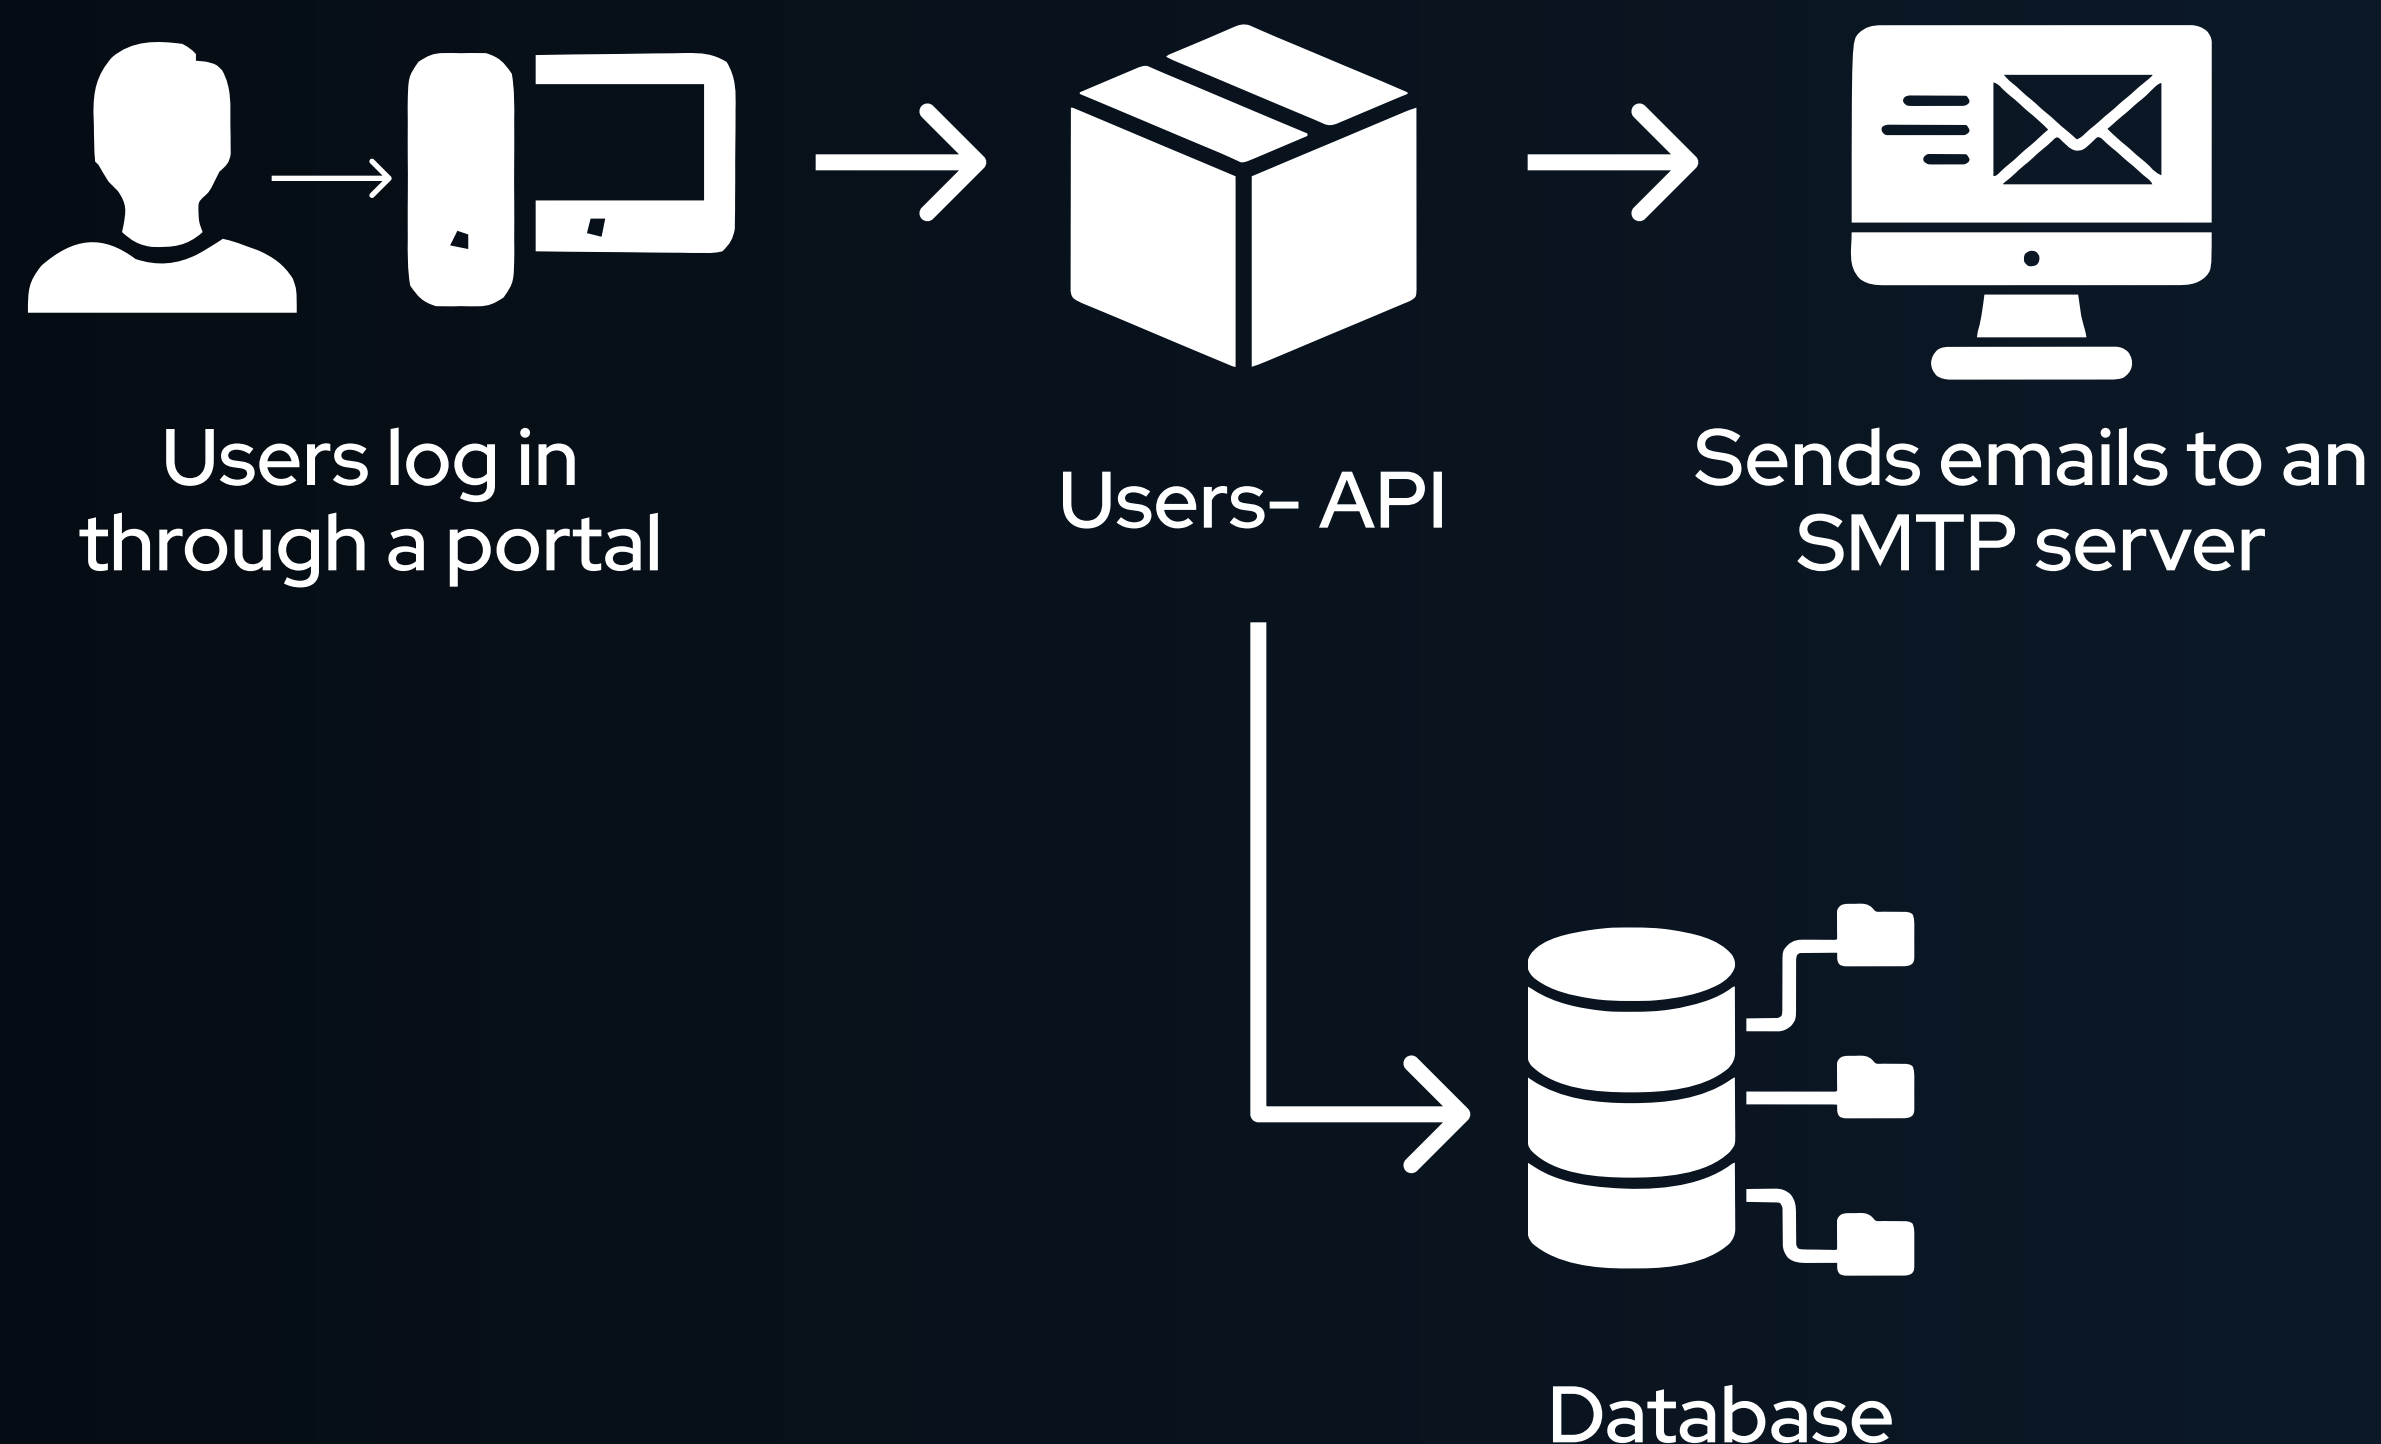 Users log in
through a portal
Users- API
Sends emails to an
SMTP server
Database